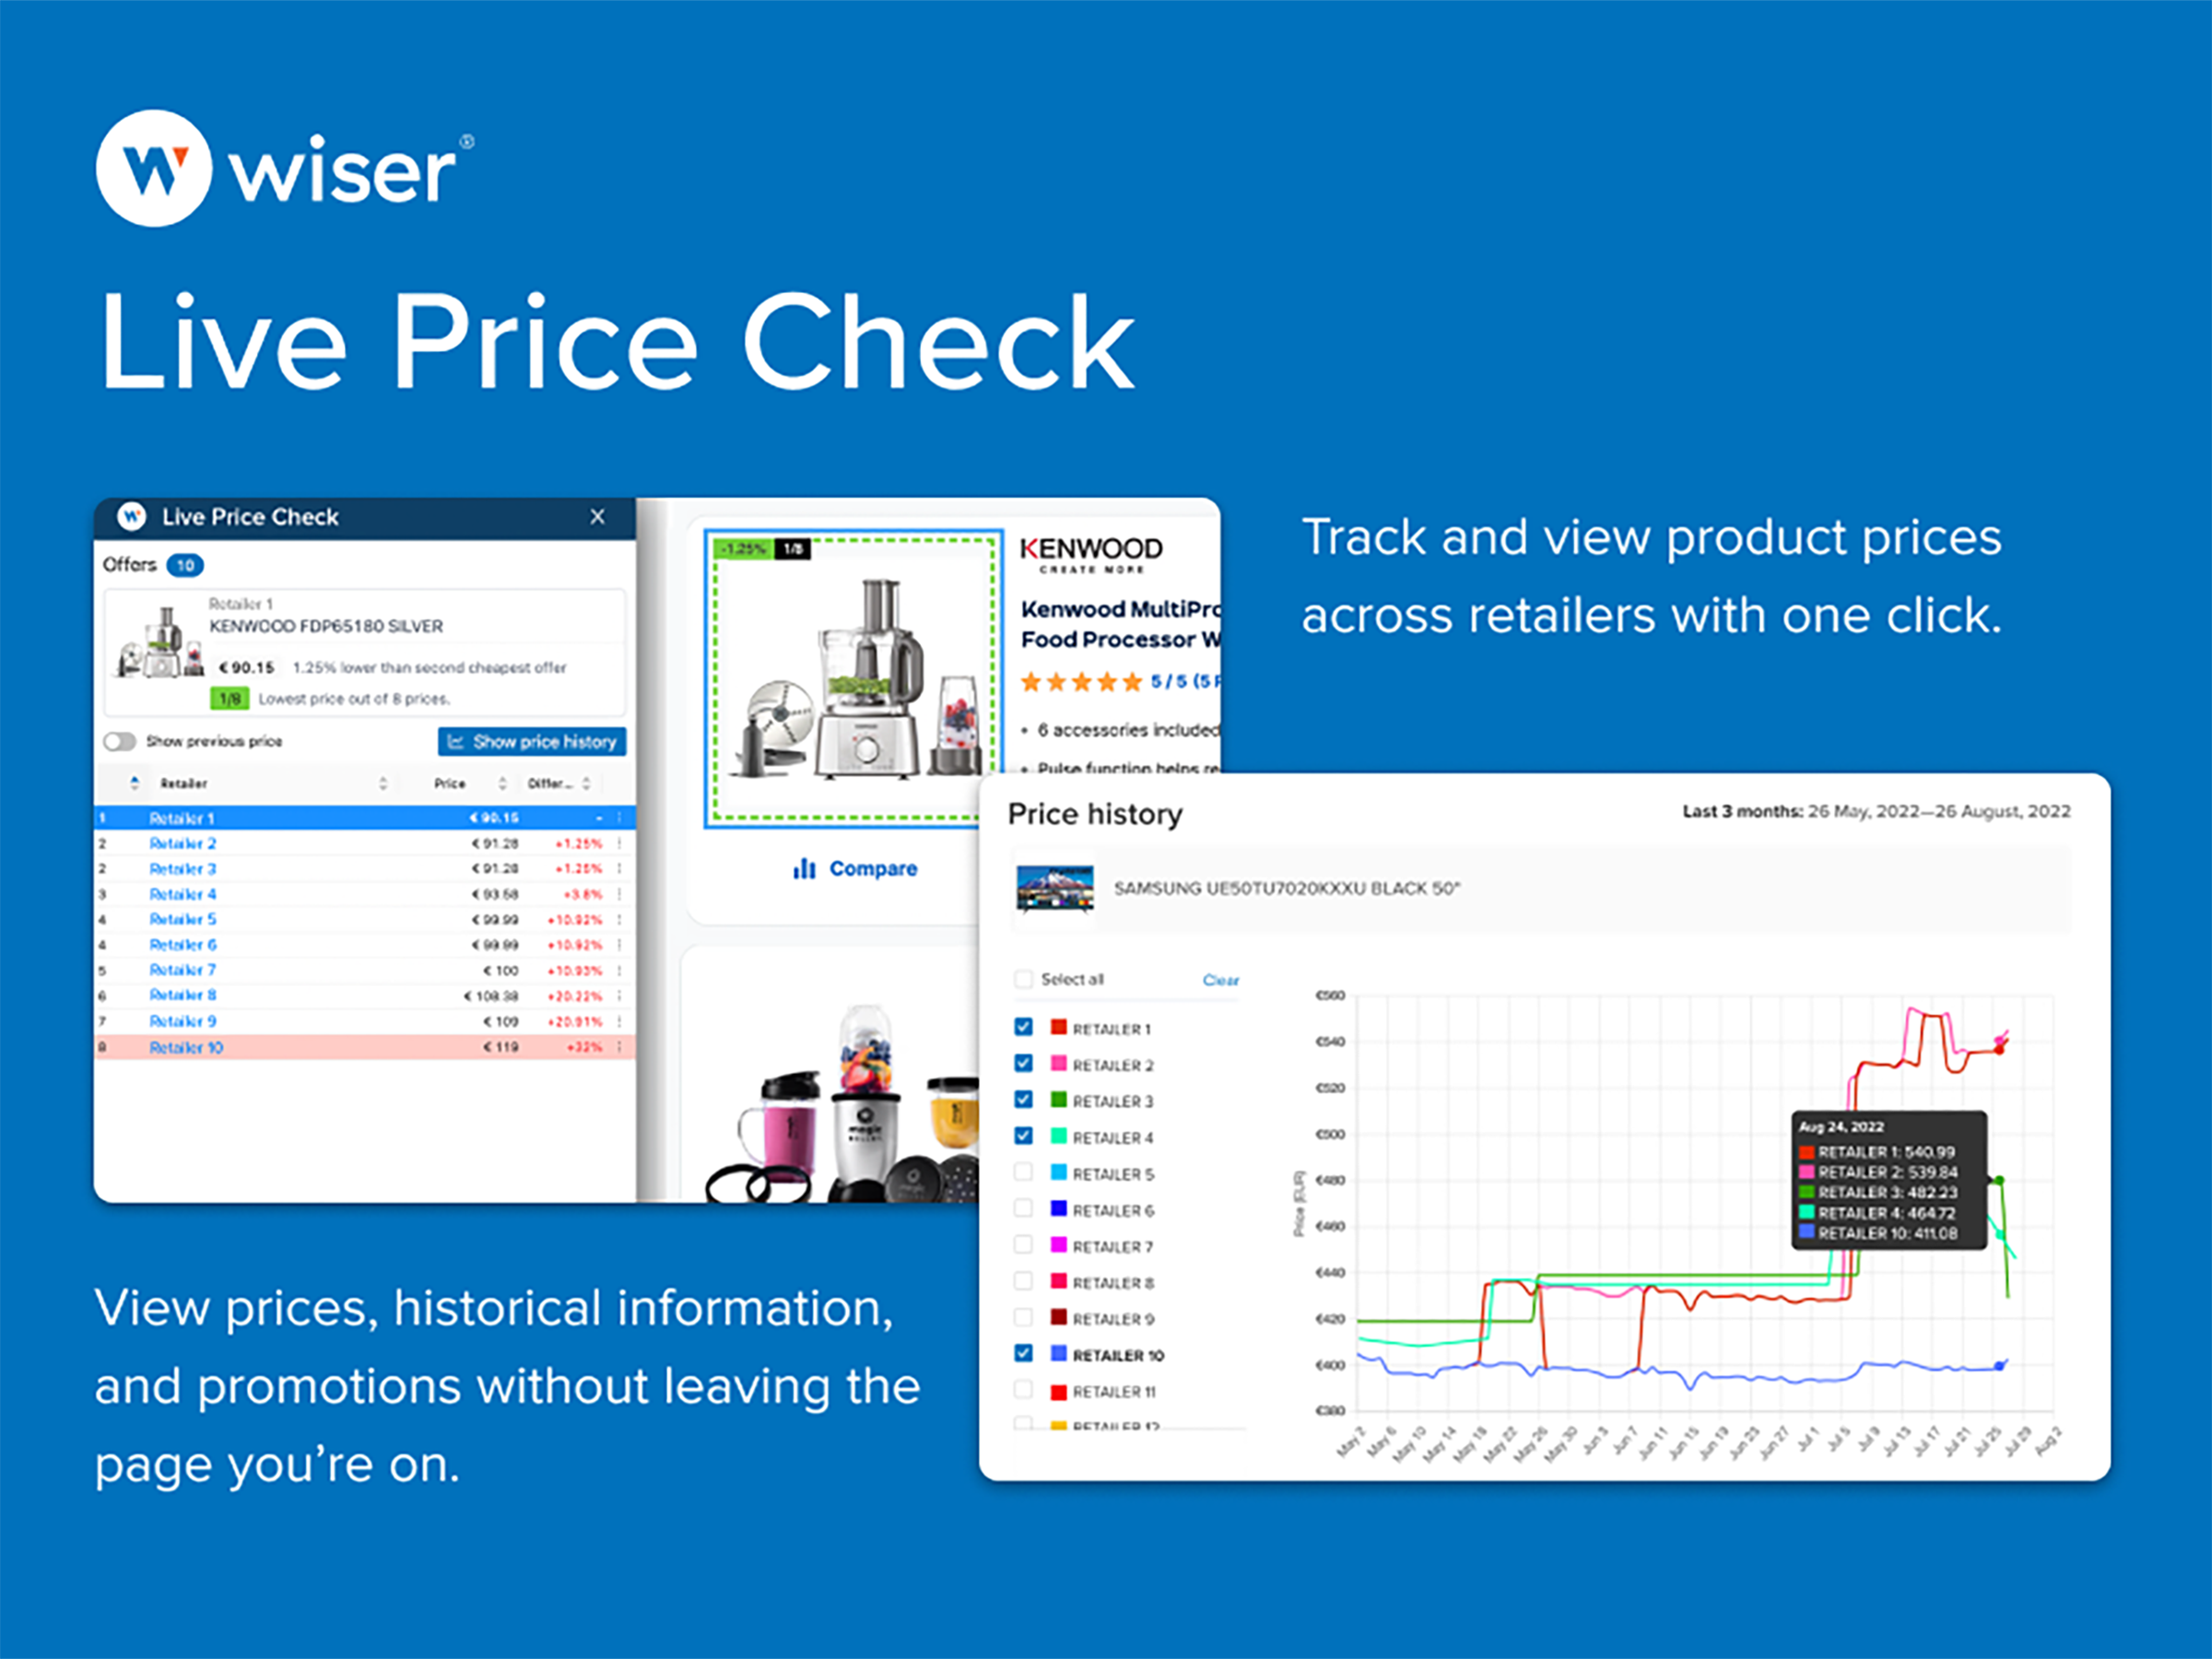 wiser®
Live Price Check
Live Price Check X
Offers 10
Retailer 1
KENWOOD FDP65180 SILVER
€ 90.15 1.25% lower than second cheapest offer
1/8 Lowest price out of 8 prices.
Show previous price Show price history
Retailer Price Differ...
1 Retailer 1 € 90.15 -
2 Retailer 2 € 91.28 +1.25%
2 Retailer 3 € 91.28 +1.25%
3 Retailer 4 € 93.58 +3.8%
4 Retailer 5 € 99.99 +10.92%
4 Retailer 6 € 99.99 +10.92%
5 Retailer 7 € 100 +10.93%
6 Retailer 8 € 108.38 +20.22%
7 Retailer 9 € 109 +20.91%
8 Retailer 10 € 119 +32%
-1.25% 1/8
KENWOOD
CREATE MORE
Kenwood MultiPro
Food Processor W
5 / 5 (5
• 6 accessories included
• Pulse function helps re
Compare
magic
Track and view product prices
across retailers with one click.
Price history
Last 3 months: 26 May, 2022—26 August, 2022
SAMSUNG UE50TU7020KXXU BLACK 50"
Select all Clear
RETAILER 1
RETAILER 2
RETAILER 3
RETAILER 4
RETAILER 5
RETAILER 6
RETAILER 7
RETAILER 8
RETAILER 9
RETAILER 10
RETAILER 11
RETAILER 12
Price (EUR)
€560
€540
€520
€500
€480
€460
€440
€420
€400
€380
Aug 24, 2022
RETAILER 1: 540.99
RETAILER 2: 539.84
RETAILER 3: 482.23
RETAILER 4: 464.72
RETAILER 10: 411.08
May 2 May 6 May 10 May 14 May 18 May 22 May 26 May 30 Jun 3 Jun 7 Jun 11 Jun 15 Jun 19 Jun 23 Jun 27 Jul 1 Jul 5 Jul 9 Jul 13 Jul 17 Jul 21 Jul 25 Jul 29 Aug 2
View prices, historical information,
and promotions without leaving the
page you're on.